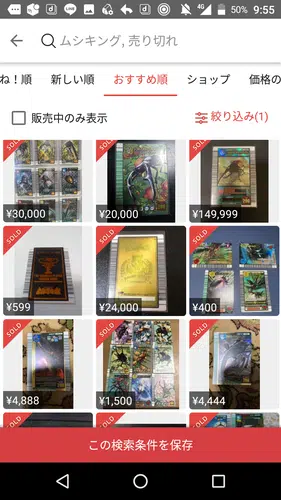 50% 9:55
ムシキング, 売り切れ
ね！順 新しい順 おすすめ順 ショップ 価格の
販売中のみ表示 絞り込み(1)
SOLD SOLD SOLD
¥30,000 ¥20,000 ¥149,999
SOLD SOLD SOLD
¥599 ¥24,000 ¥400
SOLD SOLD SOLD
¥4,888 ¥1,500 ¥4,444
この検索条件を保存